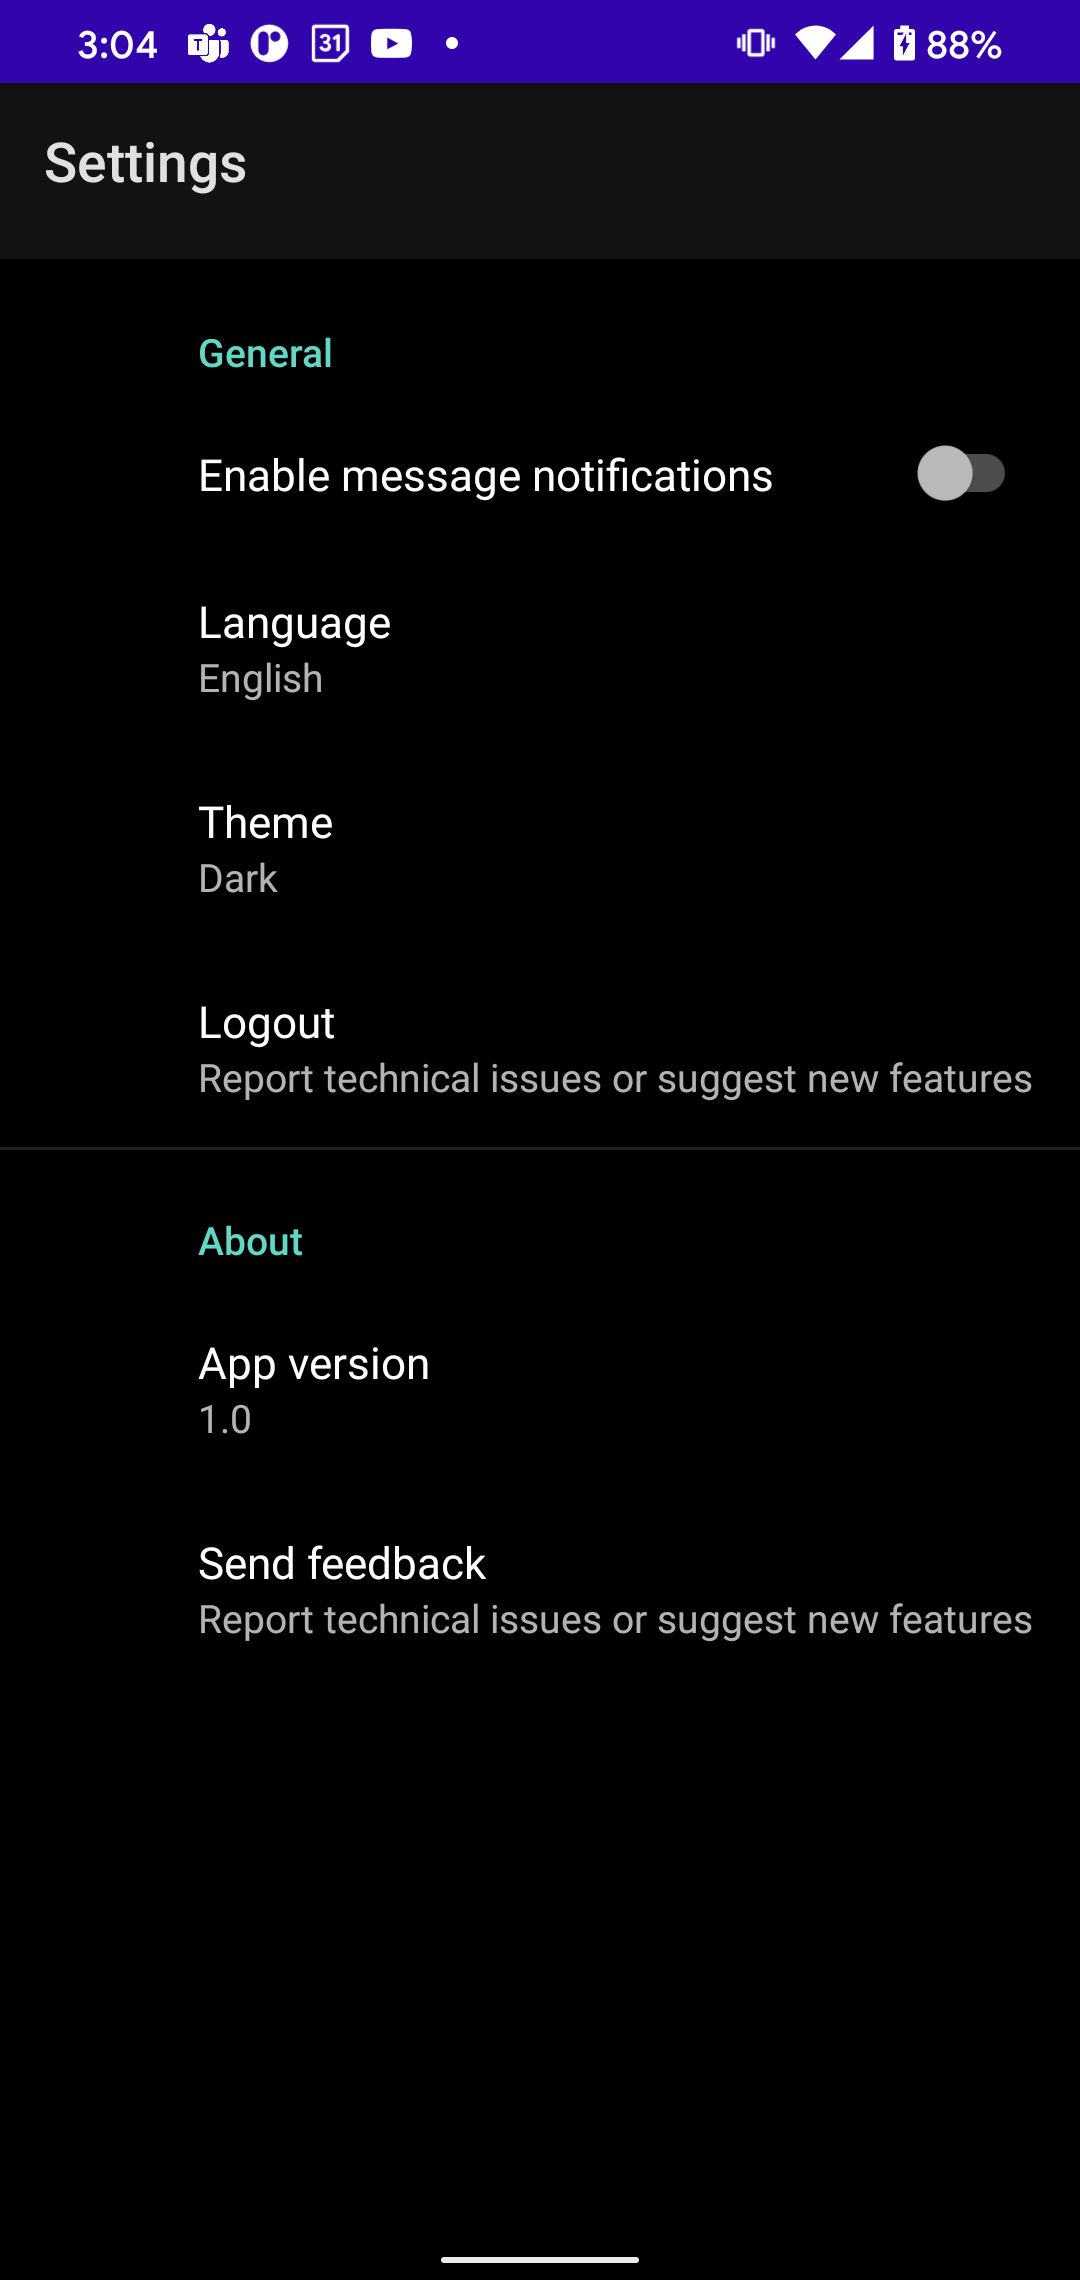 3:04 T 31 88%
Settings
General
Enable message notifications
Language
English
Theme
Dark
Logout
Report technical issues or suggest new features
About
App version
1.0
Send feedback
Report technical issues or suggest new features